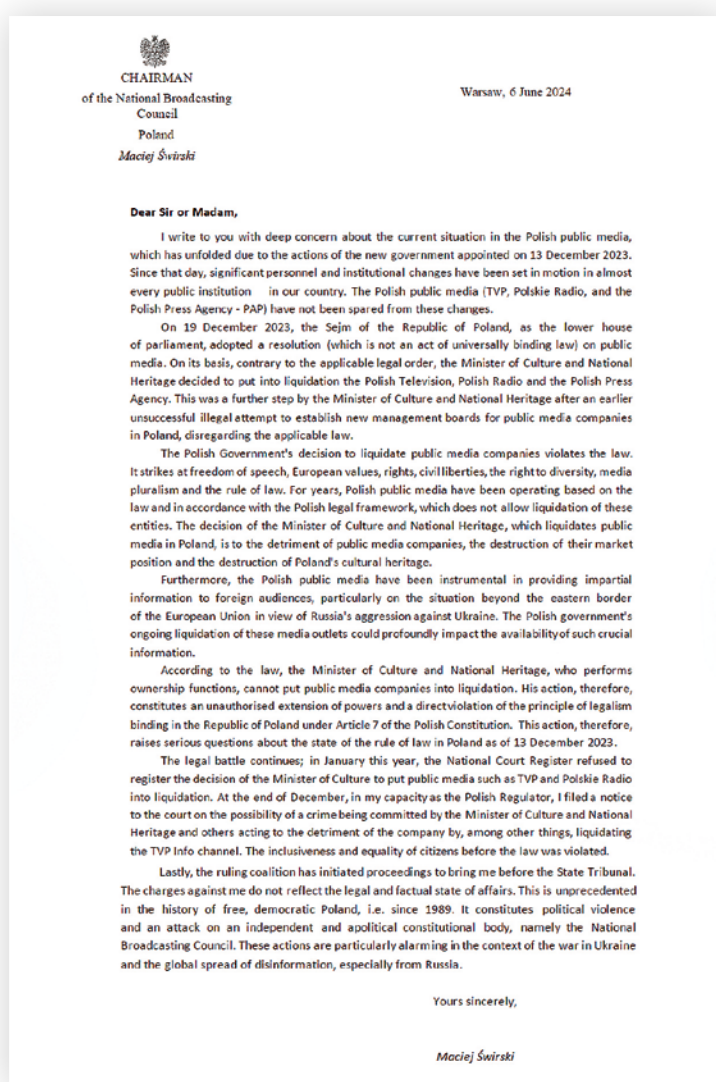 CHAIRMAN
of the National Broadcasting
Council
Poland
Maciej Świrski
Warsaw, 6 June 2024
Dear Sir or Madam,
I write to you with deep concern about the current situation in the Polish public media,
which has unfolded due to the actions of the new government appointed on 13 December 2023.
Since that day, significant personnel and institutional changes have been set in motion in almost
every public institution in our country. The Polish public media (TVP, Polskie Radio, and the
Polish Press Agency - PAP) have not been spared from these changes.
On 19 December 2023, the Sejm of the Republic of Poland, as the lower house
of parliament, adopted a resolution (which is not an act of universally binding law) on public
media. On its basis, contrary to the applicable legal order, the Minister of Culture and National
Heritage decided to put into liquidation the Polish Television, Polish Radio and the Polish Press
Agency. This was a further step by the Minister of Culture and National Heritage after an earlier
unsuccessful illegal attempt to establish new management boards for public media companies
in Poland, disregarding the applicable law.
The Polish Government's decision to liquidate public media companies violates the law.
It strikes at freedom of speech, European values, rights, civil liberties, the right to diversity, media
pluralism and the rule of law. For years, Polish public media have been operating based on the
law and in accordance with the Polish legal framework, which does not allow liquidation of these
entities. The decision of the Minister of Culture and National Heritage, which liquidates public
media in Poland, is to the detriment of public media companies, the destruction of their market
position and the destruction of Poland's cultural heritage.
Furthermore, the Polish public media have been instrumental in providing impartial
information to foreign audiences, particularly on the situation beyond the eastern border
of the European Union in view of Russia's aggression against Ukraine. The Polish government's
ongoing liquidation of these media outlets could profoundly impact the availability of such crucial
information.
According to the law, the Minister of Culture and National Heritage, who performs
ownership functions, cannot put public media companies into liquidation. His action, therefore,
constitutes an unauthorised extension of powers and a direct violation of the principle of legalism
binding in the Republic of Poland under Article 7 of the Polish Constitution. This action, therefore,
raises serious questions about the state of the rule of law in Poland as of 13 December 2023.
The legal battle continues; in January this year, the National Court Register refused to
register the decision of the Minister of Culture to put public media such as TVP and Polskie Radio
into liquidation. At the end of December, in my capacity as the Polish Regulator, I filed a notice
to the court on the possibility of a crime being committed by the Minister of Culture and National
Heritage and others acting to the detriment of the company by, among other things, liquidating
the TVP Info channel. The inclusiveness and equality of citizens before the law was violated.
Lastly, the ruling coalition has initiated proceedings to bring me before the State Tribunal.
The charges against me do not reflect the legal and factual state of affairs. This is unprecedented
in the history of free, democratic Poland, i.e. since 1989. It constitutes political violence
and an attack on an independent and apolitical constitutional body, namely the National
Broadcasting Council. These actions are particularly alarming in the context of the war in Ukraine
and the global spread of disinformation, especially from Russia.
Yours sincerely,
Maciej Świrski